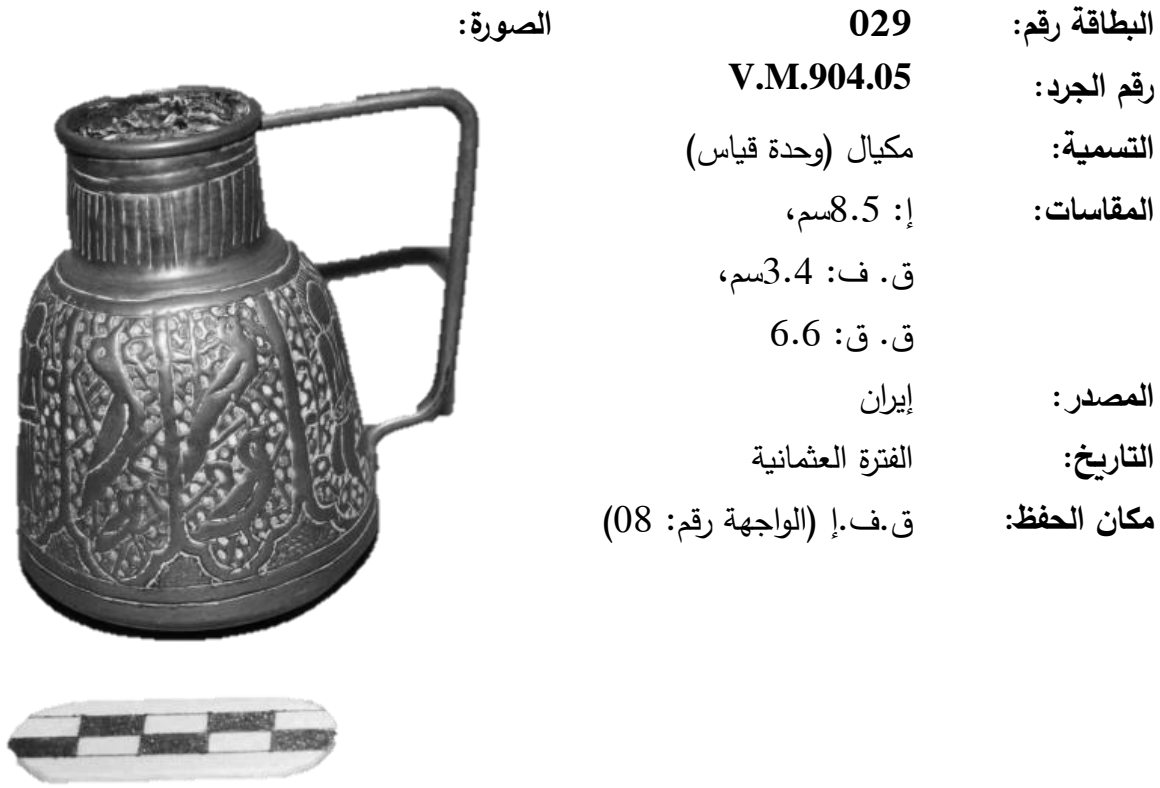 البطاقة رقم: 029 الصورة:
رقم الجرد: V.M.904.05
التسمية: مكيال (وحدة قياس)
المقاسات: إ: 8.5سم،
ق. ف: 3.4سم،
ق. ق: 6.6
المصدر: إيران
التاريخ: الفترة العثمانية
مكان الحفظ: ق.ف.إ (الواجهة رقم: 08)